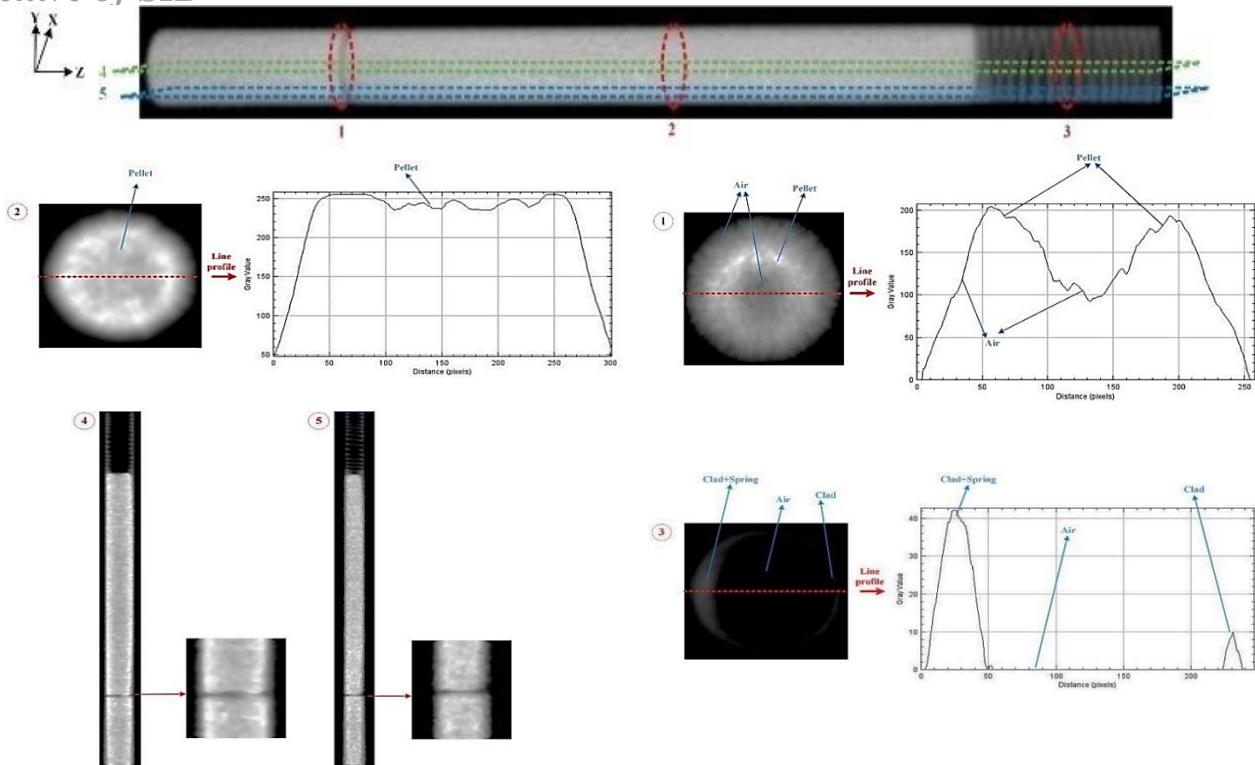 Y X
Z
4
5
1 2 3
2
Pellet
Line
profile
Pellet
Gray Value
250
200
150
100
50
0 50 100 150 200 250 300
Distance (pixels)
1
Air
Pellet
Line
profile
Pellet
Air
Gray Value
200
150
100
50
0
0 50 100 150 200 250
Distance (pixels)
4
5
3
Clad+Spring
Air
Clad
Line
profile
Clad+Spring
Air
Clad
Gray Value
40
30
20
10
0
0 50 100 150 200
Distance (pixels)